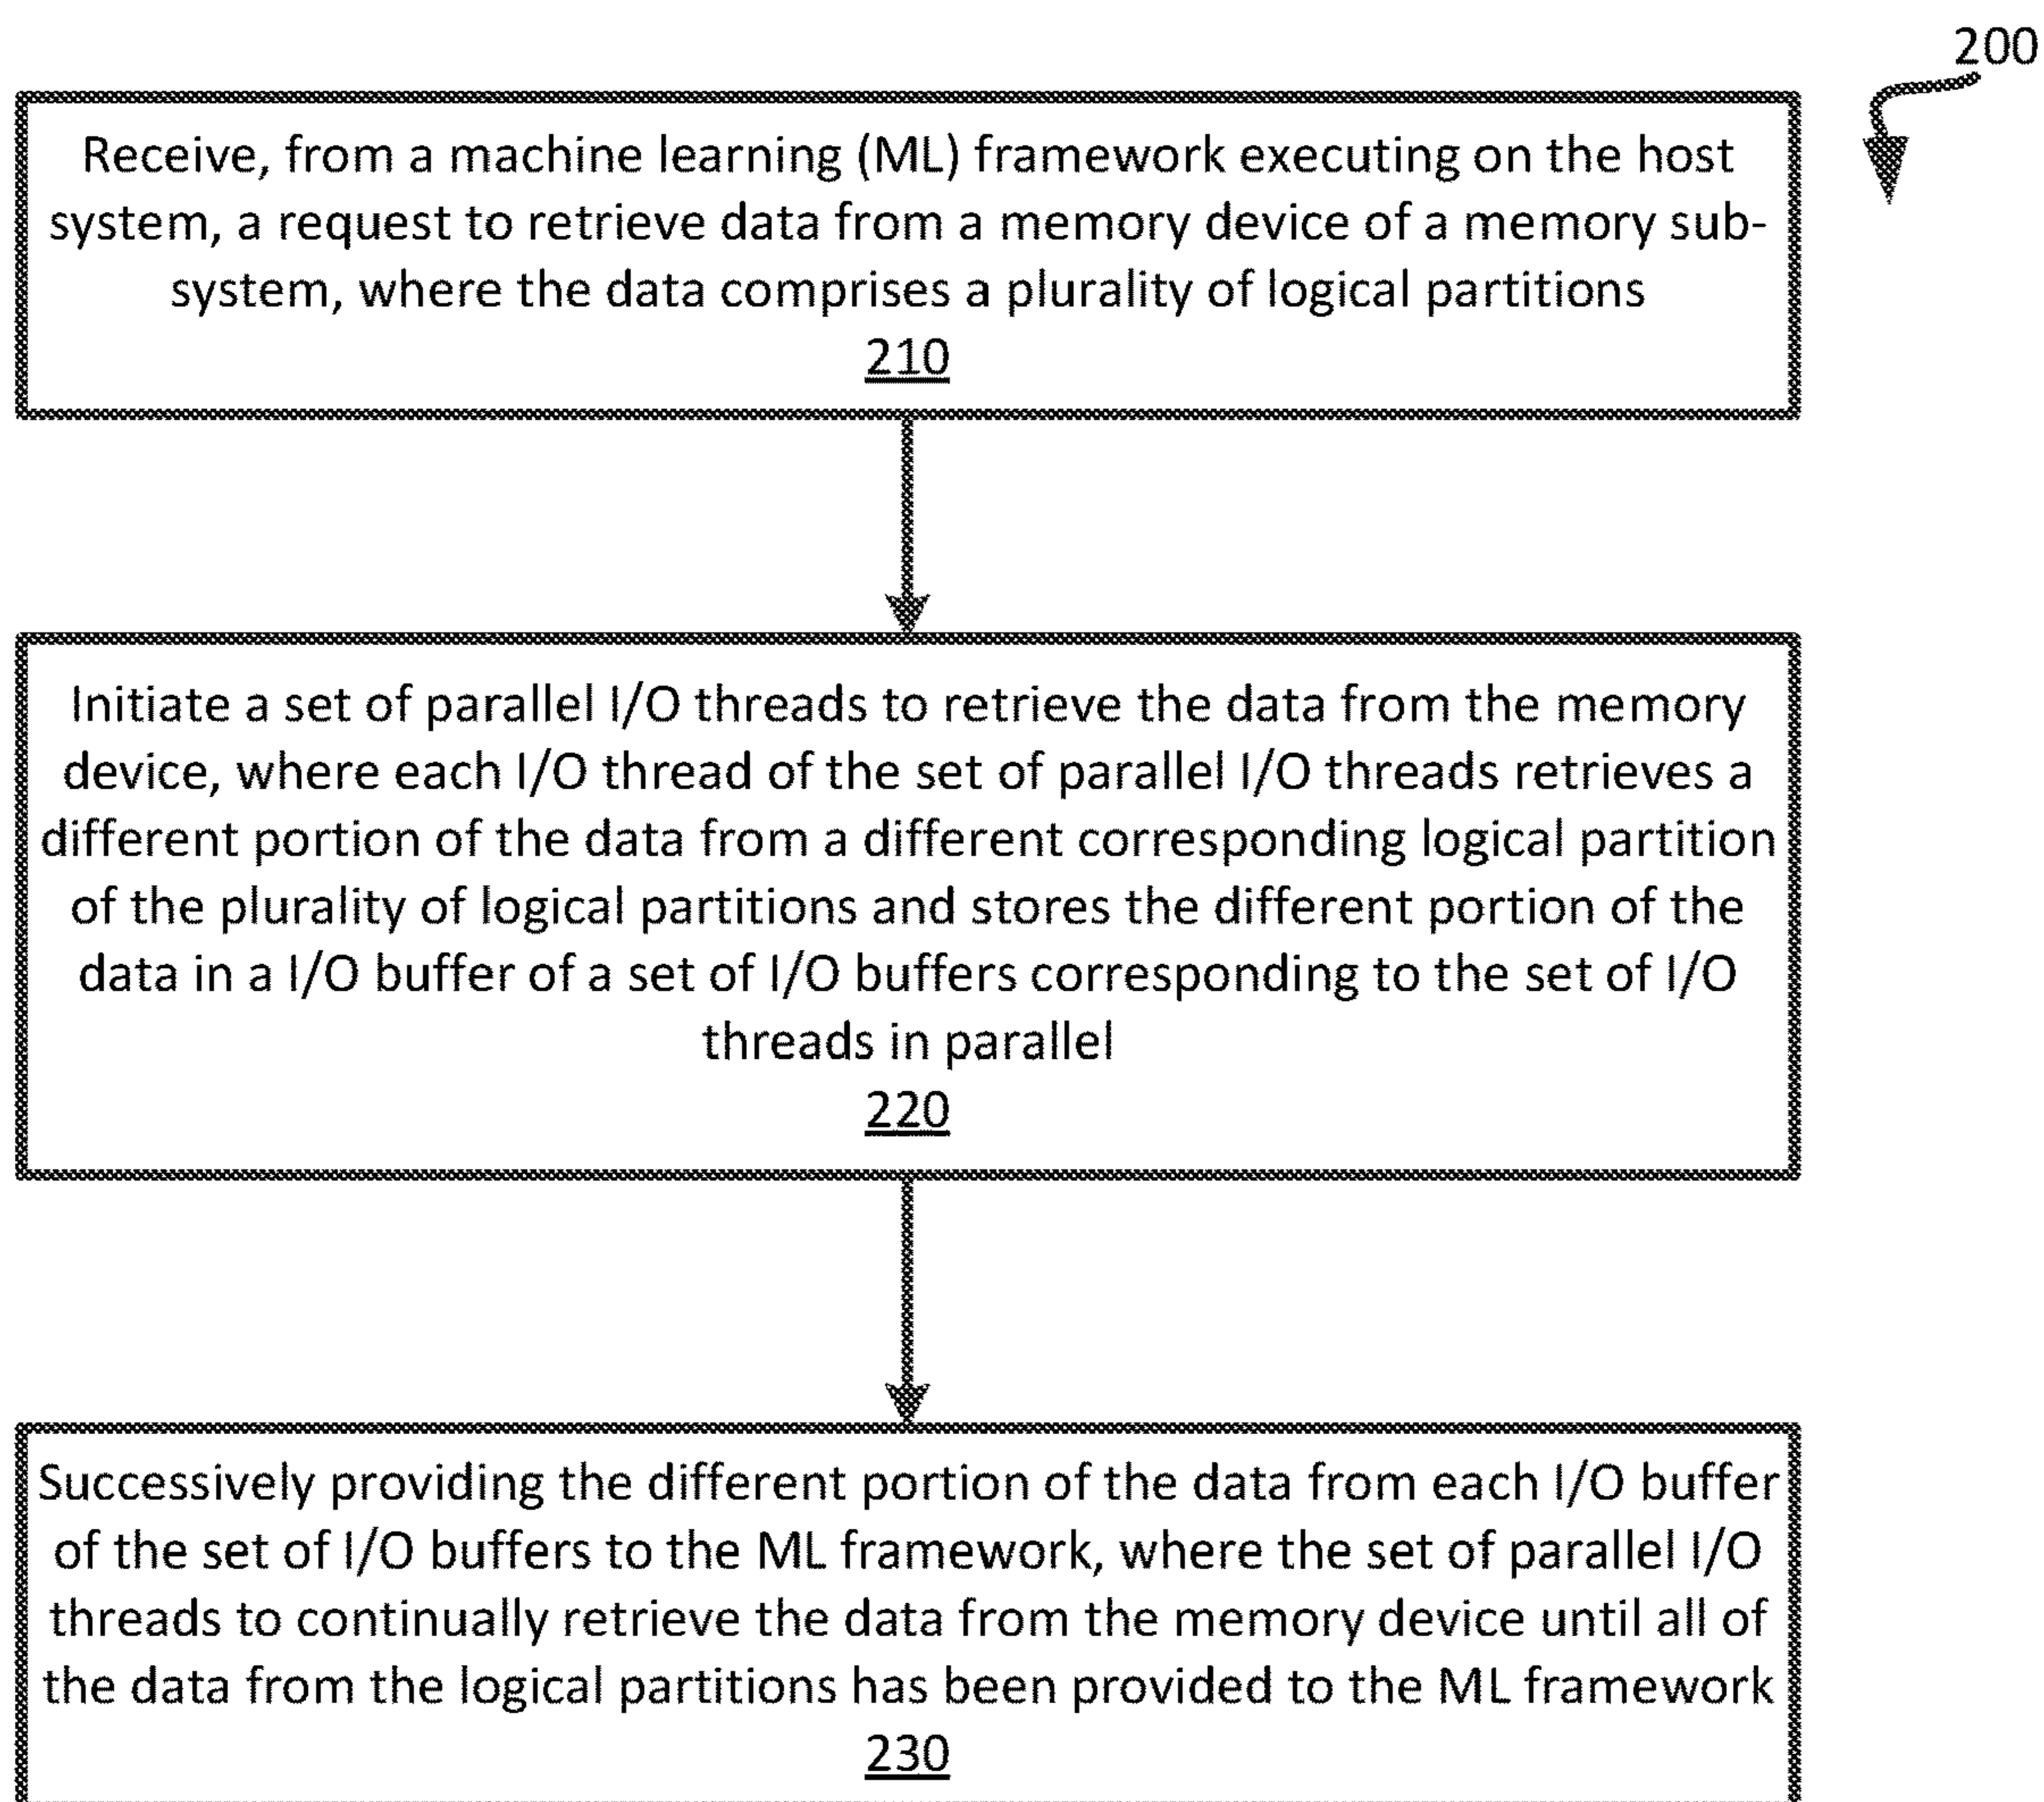 200
Receive, from a machine learning (ML) framework executing on the host
system, a request to retrieve data from a memory device of a memory sub-
system, where the data comprises a plurality of logical partitions
210
Initiate a set of parallel I/O threads to retrieve the data from the memory
device, where each I/O thread of the set of parallel I/O threads retrieves a
different portion of the data from a different corresponding logical partition
of the plurality of logical partitions and stores the different portion of the
data in a I/O buffer of a set of I/O buffers corresponding to the set of I/O
threads in parallel
220
Successively providing the different portion of the data from each I/O buffer
of the set of I/O buffers to the ML framework, where the set of parallel I/O
threads to continually retrieve the data from the memory device until all of
the data from the logical partitions has been provided to the ML framework
230